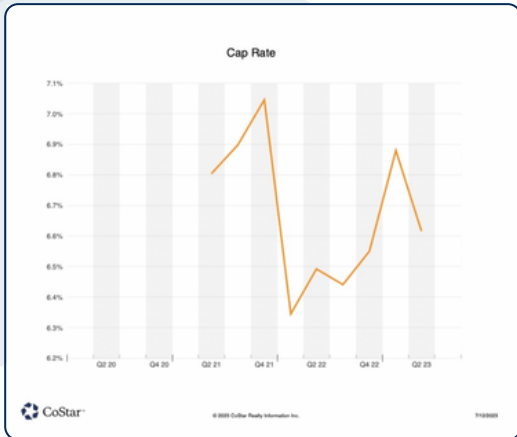 Cap Rate
7.1%
7.0%
6.9%
6.8%
6.7%
6.6%
6.5%
6.4%
6.3%
6.2%
Q2 20 Q4 20 Q2 21 Q4 21 Q2 22 Q4 22 Q2 23
CoStar™
© 2023 CoStar Realty Information Inc.
7/13/2023